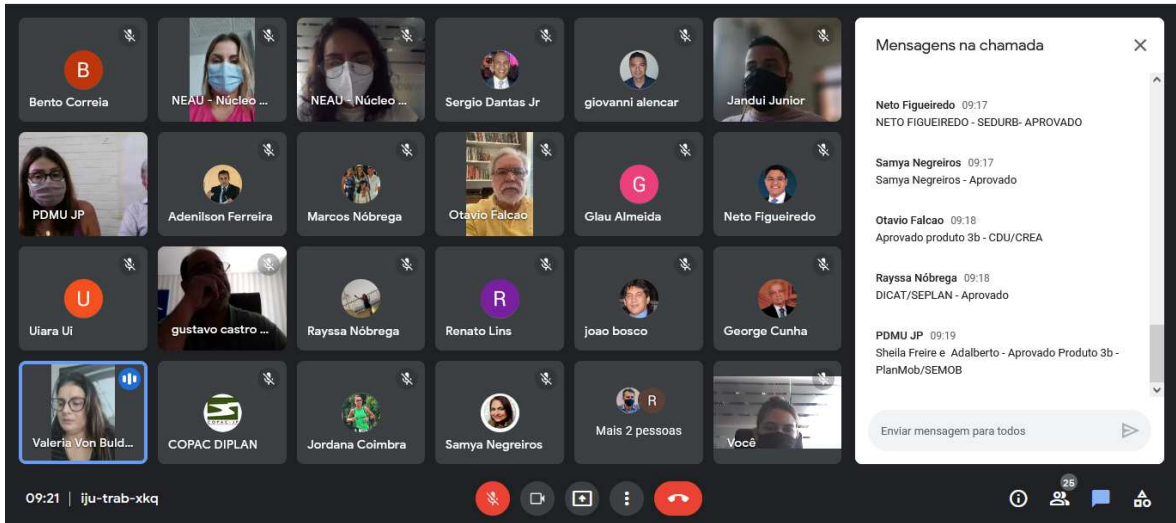 B
Bento Correia
NEAU - Núcleo ...
NEAU - Núcleo ...
Sergio Dantas Jr
giovanni alencar
Jandui Junior
PDMU JP
Adenilson Ferreira
Marcos Nóbrega
Otavio Falcao
G
Glau Almeida
Neto Figueiredo
U
Uiara Ui
gustavo castro ...
Rayssa Nóbrega
R
Renato Lins
joao bosco
George Cunha
Valeria Von Buld...
COPAC-JP
COPAC DIPLAN
Jordana Coimbra
Samya Negreiros
R
Mais 2 pessoas
Você
Mensagens na chamada
Neto Figueiredo 09:17
NETO FIGUEIREDO - SEDURB- APROVADO
Samya Negreiros 09:17
Samya Negreiros - Aprovado
Otavio Falcao 09:18
Aprovado produto 3b - CDU/CREA
Rayssa Nóbrega 09:18
DICAT/SEPLAN - Aprovado
PDMU JP 09:19
Sheila Freire e Adalberto - Aprovado Produto 3b -
PlanMob/SEMOB
Enviar mensagem para todos
09:21 | iju-trab-xkq
25